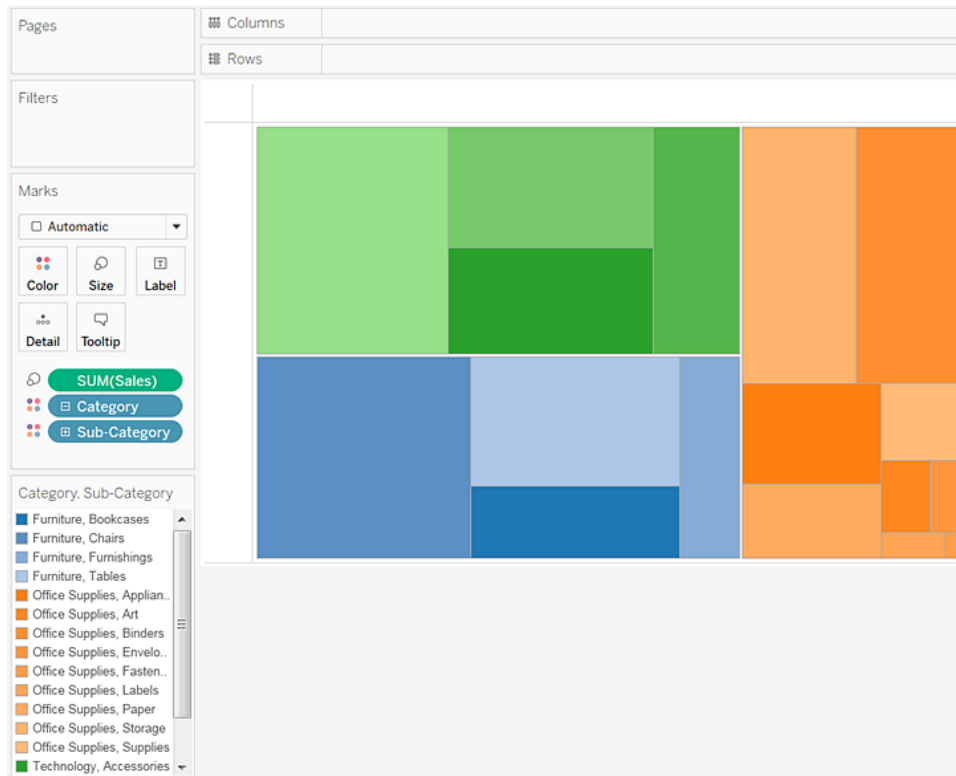 Pages
Columns
Rows
Filters
Marks
Automatic
Color Size Label
Detail Tooltip
SUM(Sales)
Category
Sub-Category
Category, Sub-Category
Furniture, Bookcases
Furniture, Chairs
Furniture, Furnishings
Furniture, Tables
Office Supplies, Applian..
Office Supplies, Art
Office Supplies, Binders
Office Supplies, Envelo..
Office Supplies, Fasten..
Office Supplies, Labels
Office Supplies, Paper
Office Supplies, Storage
Office Supplies, Supplies
Technology, Accessories